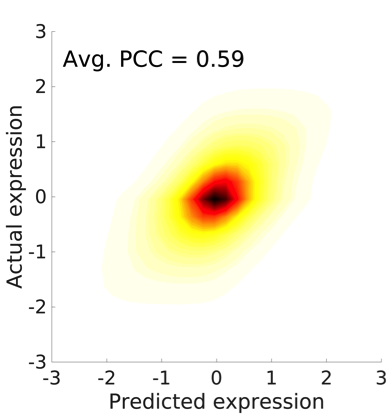 3
Avg. PCC = 0.59
2
1
0
-1
-2
-3
Actual expression
-3 -2 -1 0 1 2 3
Predicted expression